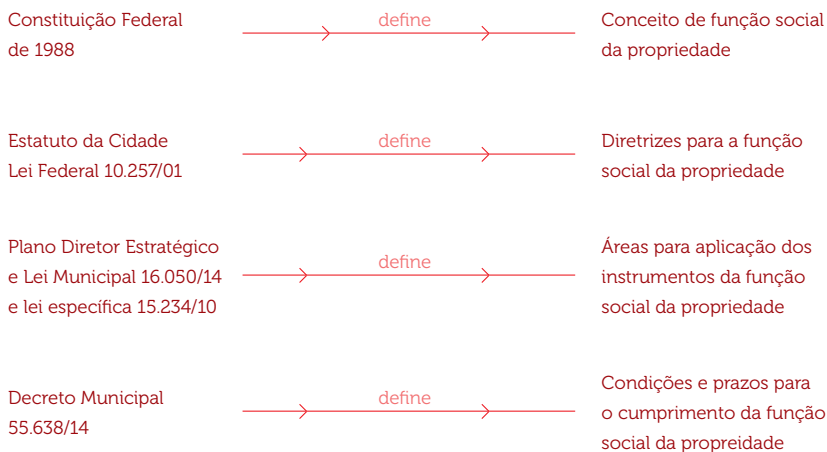 Constituição Federal
de 1988
define
Conceito de função social
da propriedade
Estatuto da Cidade
Lei Federal 10.257/01
define
Diretrizes para a função
social da propriedade
Plano Diretor Estratégico
e Lei Municipal 16.050/14
e lei específica 15.234/10
define
Áreas para aplicação dos
instrumentos da função
social da propriedade
Decreto Municipal
55.638/14
define
Condições e prazos para
o cumprimento da função
social da propreidade